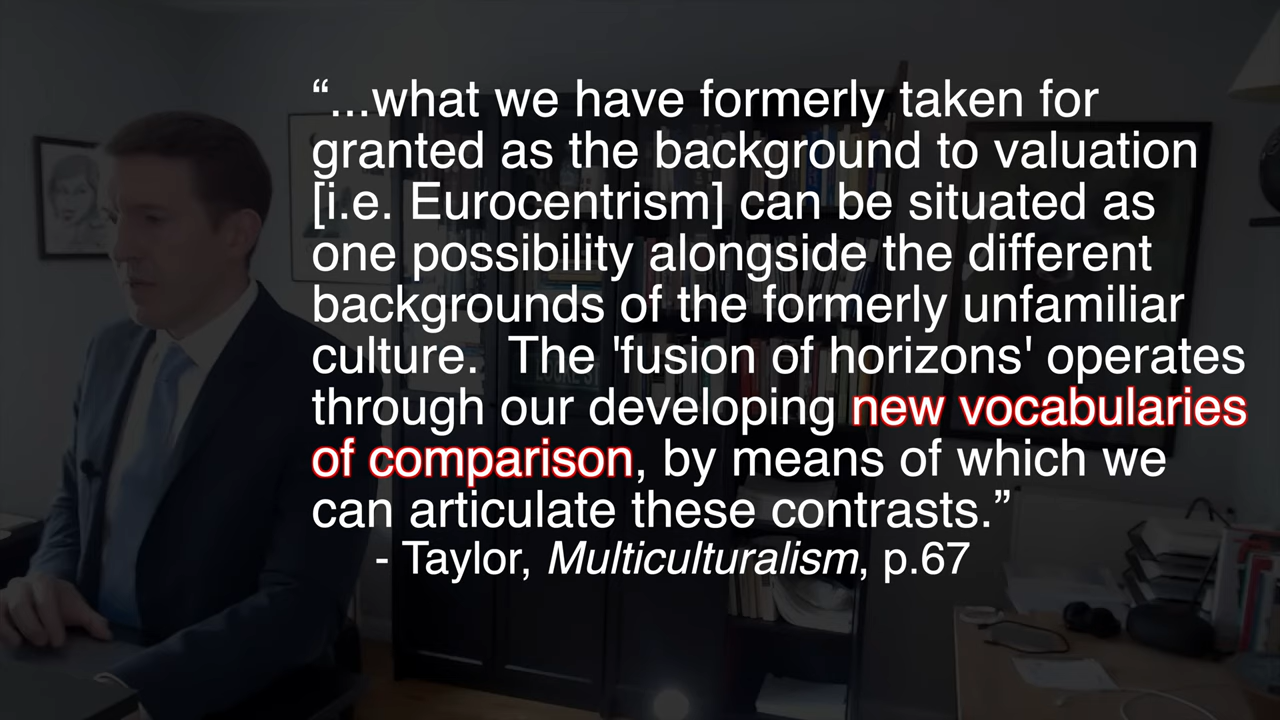 “...what we have formerly taken for
granted as the background to valuation
[i.e. Eurocentrism] can be situated as
one possibility alongside the different
backgrounds of the formerly unfamiliar
culture.  The 'fusion of horizons' operates
through our developing new vocabularies
of comparison, by means of which we
can articulate these contrasts.”
- Taylor, Multiculturalism, p.67